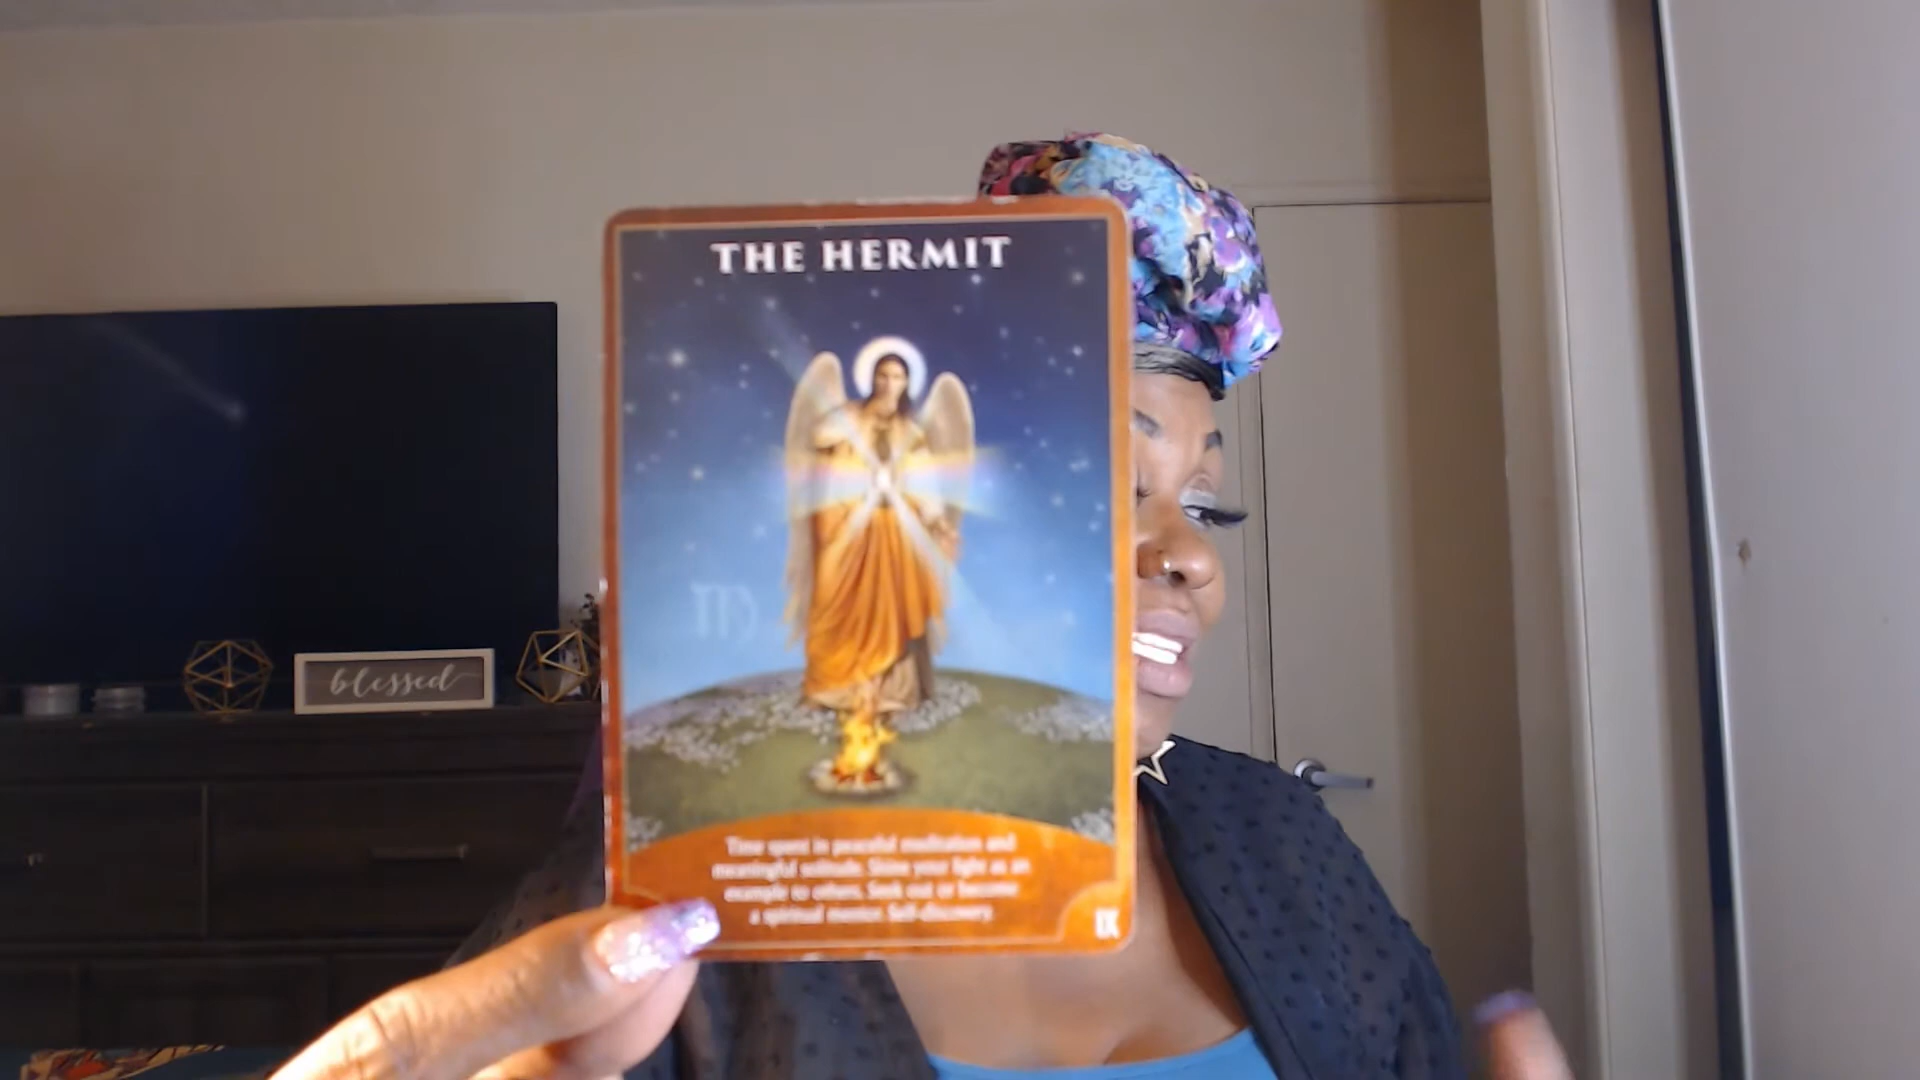 THE HERMIT
blessed
Time spent in peaceful meditation and
meaningful solitude. Shine your light as an
example to others. Seek out or become
a spiritual mentor. Self-discovery.
IX